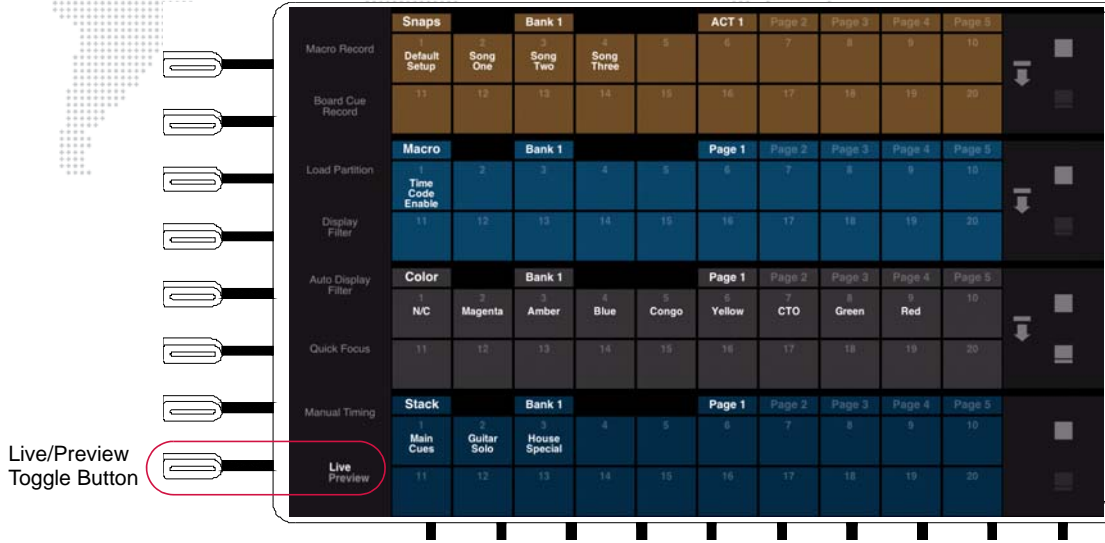 Snaps Bank 1 ACT 1 Page 2 Page 3 Page 4 Page 5
Macro Record
1 2 3 4 5 6 7 8 9 10
Default Setup Song One Song Two Song Three
Board Cue
Record
11 12 13 14 15 16 17 18 19 20
Macro Bank 1 Page 1 Page 2 Page 3 Page 4 Page 5
Load Partition
1 2 3 4 5 6 7 8 9 10
Time
Code
Enable
Display
Filter
11 12 13 14 15 16 17 18 19 20
Color Bank 1 Page 1 Page 2 Page 3 Page 4 Page 5
Auto Display
Filter
1 2 3 4 5 6 7 8 9 10
N/C Magenta Amber Blue Congo Yellow CTO Green Red
Quick Focus
11 12 13 14 15 16 17 18 19 20
Stack Bank 1 Page 1 Page 2 Page 3 Page 4 Page 5
Manual Timing
1 2 3 4 5 6 7 8 9 10
Main Cues Guitar Solo House Special
Live/Preview
Toggle Button
Live
Preview
11 12 13 14 15 16 17 18 19 20